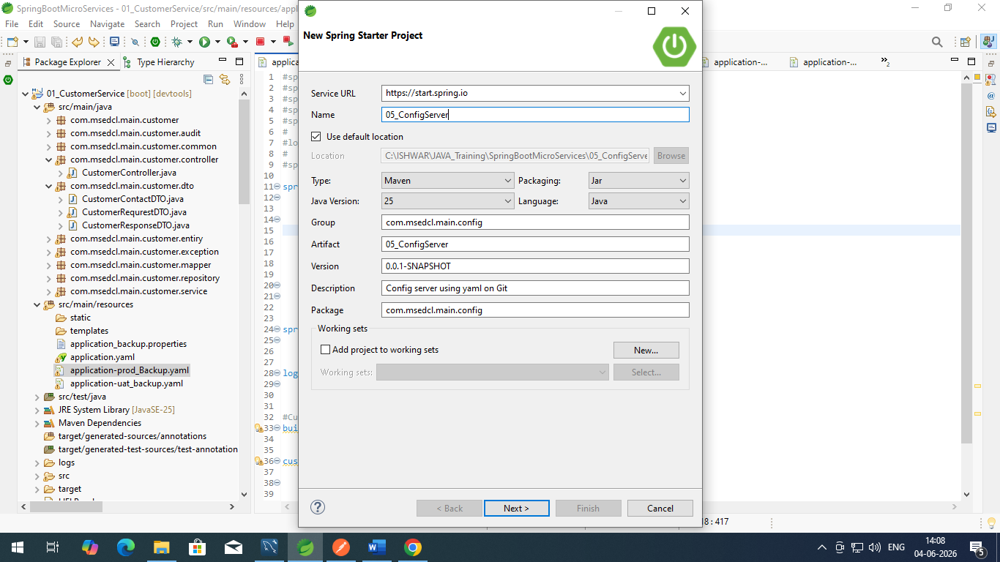 SpringBootMicroServices - 01_CustomerService/src/main/resources/appl
File Edit Source Navigate Search Project Run Window Help
Package Explorer
Type Hierarchy
01_CustomerService [boot] [devtools]
src/main/java
com.msedcl.main.customer
com.msedcl.main.customer.audit
com.msedcl.main.customer.common
com.msedcl.main.customer.controller
CustomerController.java
com.msedcl.main.customer.dto
CustomerContactDTO.java
CustomerRequrestDTO.java
CustomerResponseDTO.java
com.msedcl.main.customer.entiry
com.msedcl.main.customer.exception
com.msedcl.main.customer.mapper
com.msedcl.main.customer.repository
com.msedcl.main.customer.service
src/main/resources
static
templates
application_backup.properties
application.yaml
application-prod_Backup.yaml
application-uat_backup.yaml
src/test/java
JRE System Library [JavaSE-25]
Maven Dependencies
target/generated-sources/annotations
target/generated-test-sources/test-annotation
logs
src
target
applica
1 #sp
2 #sp
3 #sp
4 #sp
5 #sp
6 #
7 #lo
8 #
9 #sp
10
11 spr
12
13
14
15
16
17
18
19
20
21
22
23
24 spr
25
26
27
28 log
29
30
31
32 #Cu
33 bui
34
35
36 cus
37
38
39
New Spring Starter Project
Service URL https://start.spring.io
Name 05_ConfigServer
Use default location
Location C:\ISHWAR\JAVA_Training\SpringBootMicroServices\05_ConfigServe Browse
Type: Maven Packaging: Jar
Java Version: 25 Language: Java
Group com.msedcl.main.config
Artifact 05_ConfigServer
Version 0.0.1-SNAPSHOT
Description Config server using yaml on Git
Package com.msedcl.main.config
Working sets
Add project to working sets New...
Working sets: Select...
? < Back Next > Finish Cancel
application-...
application-...
»2
18 : 417
ENG
14:08
04-06-2026
5